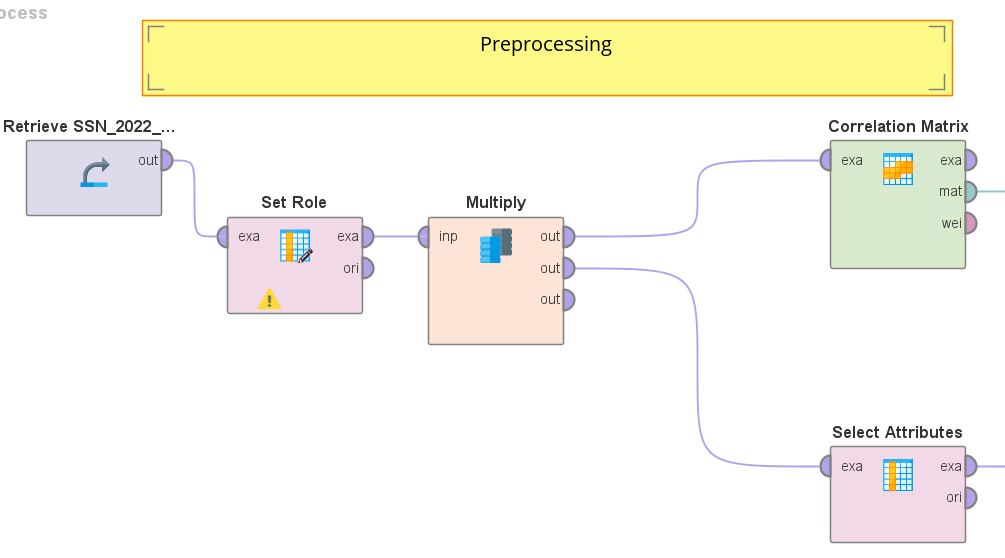 ocess
Preprocessing
Retrieve SSN_2022_...
out
Set Role
exa
exa
ori
Multiply
inp
out
out
out
Correlation Matrix
exa
exa
mat
wei
Select Attributes
exa
exa
ori